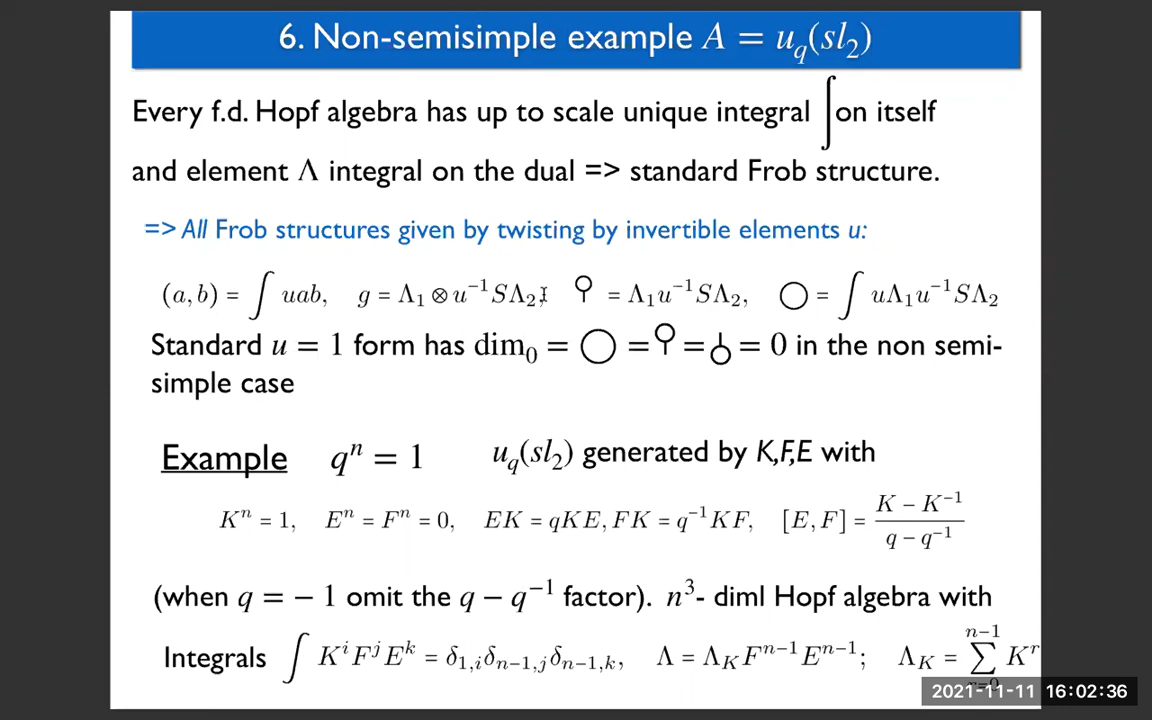 6. Non-semisimple example A = u_q(sl_2)
Every f.d. Hopf algebra has up to scale unique integral ∫ on itself
and element Λ integral on the dual => standard Frob structure.
=> All Frob structures given by twisting by invertible elements u:
(a, b) = ∫ uab, g = Λ_1 ⊗ u^{-1}SΛ_2, ⚲ = Λ_1u^{-1}SΛ_2, ◯ = ∫ uΛ_1u^{-1}SΛ_2
Standard u = 1 form has dim_0 = ◯ = ⚲ = ⫰ = 0 in the non semi-
simple case
Example q^n = 1 u_q(sl_2) generated by K,F,E with
K^n = 1, E^n = F^n = 0, EK = qKE, FK = q^{-1}KF, [E, F] = (K − K^{-1})/(q − q^{-1})
(when q = − 1 omit the q − q^{-1} factor). n^3- diml Hopf algebra with
Integrals ∫ K^iF^jE^k = δ_{1,i}δ_{n−1,j}δ_{n−1,k}, Λ = Λ_K F^{n−1}E^{n−1}; Λ_K = ∑_{r=0}^{n−1} K^r
2021-11-11 16:02:36